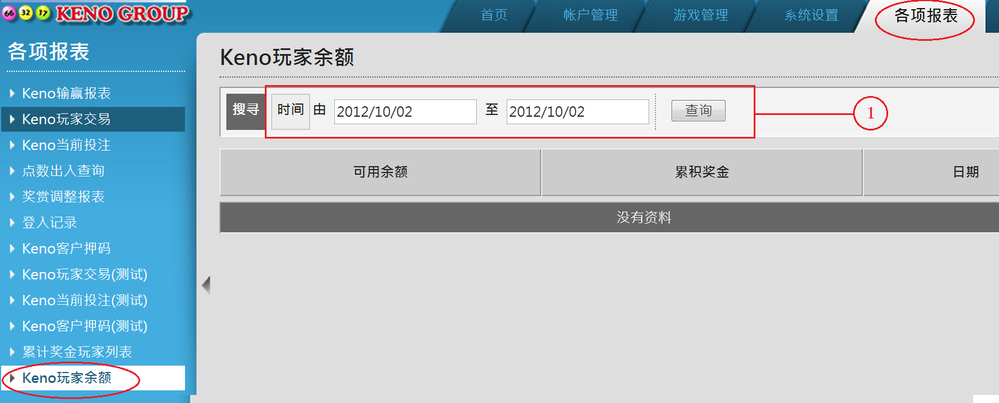 66 32 17 KENO GROUP
首页 帐户管理 游戏管理 系统设置 各项报表
各项报表
Keno输赢报表
Keno玩家交易
Keno当前投注
点数出入查询
奖赏调整报表
登入记录
Keno客户押码
Keno玩家交易(测试)
Keno当前投注(测试)
Keno客户押码(测试)
累计奖金玩家列表
Keno玩家余额
Keno玩家余额
搜寻 时间 由 2012/10/02 至 2012/10/02 查询 1
可用余额 累积奖金 日期
没有资料